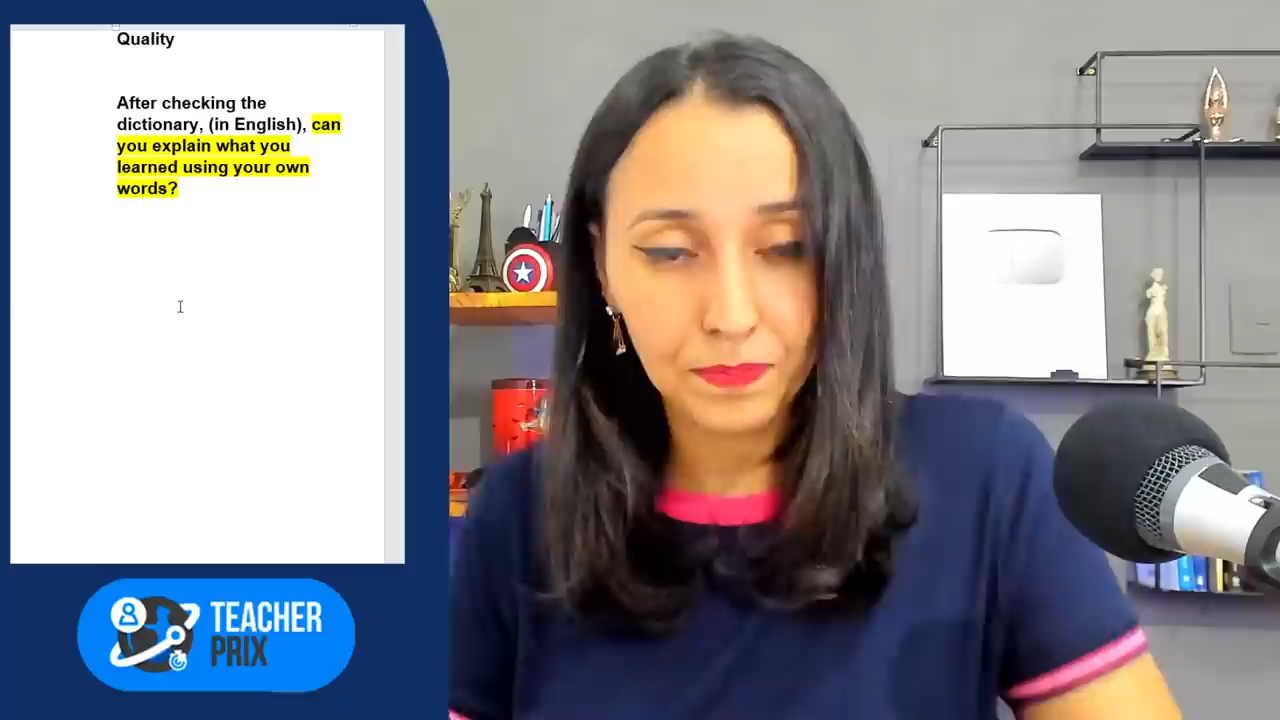 Quality
After checking the
dictionary, (in English), can
you explain what you
learned using your own
words?
TEACHER
PRIX